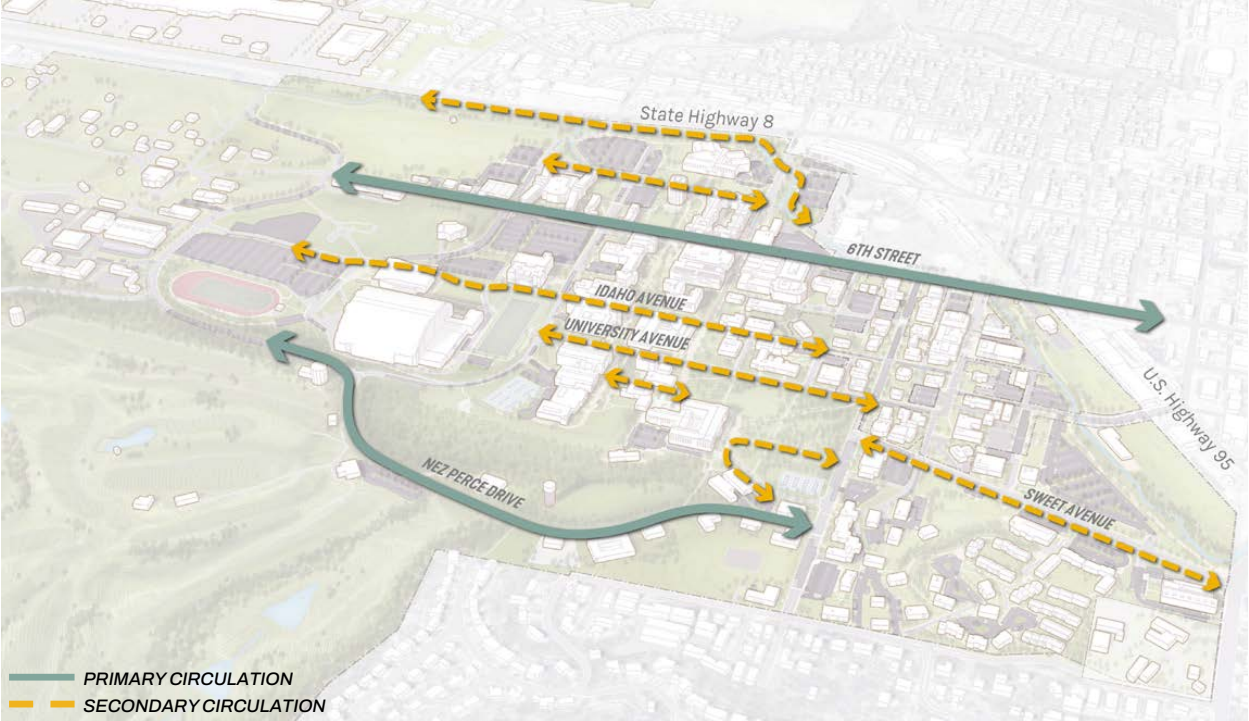 State Highway 8
6TH STREET
IDAHO AVENUE
UNIVERSITY AVENUE
U.S. Highway 95
NEZ PERCE DRIVE
SWEET AVENUE
PRIMARY CIRCULATION
SECONDARY CIRCULATION